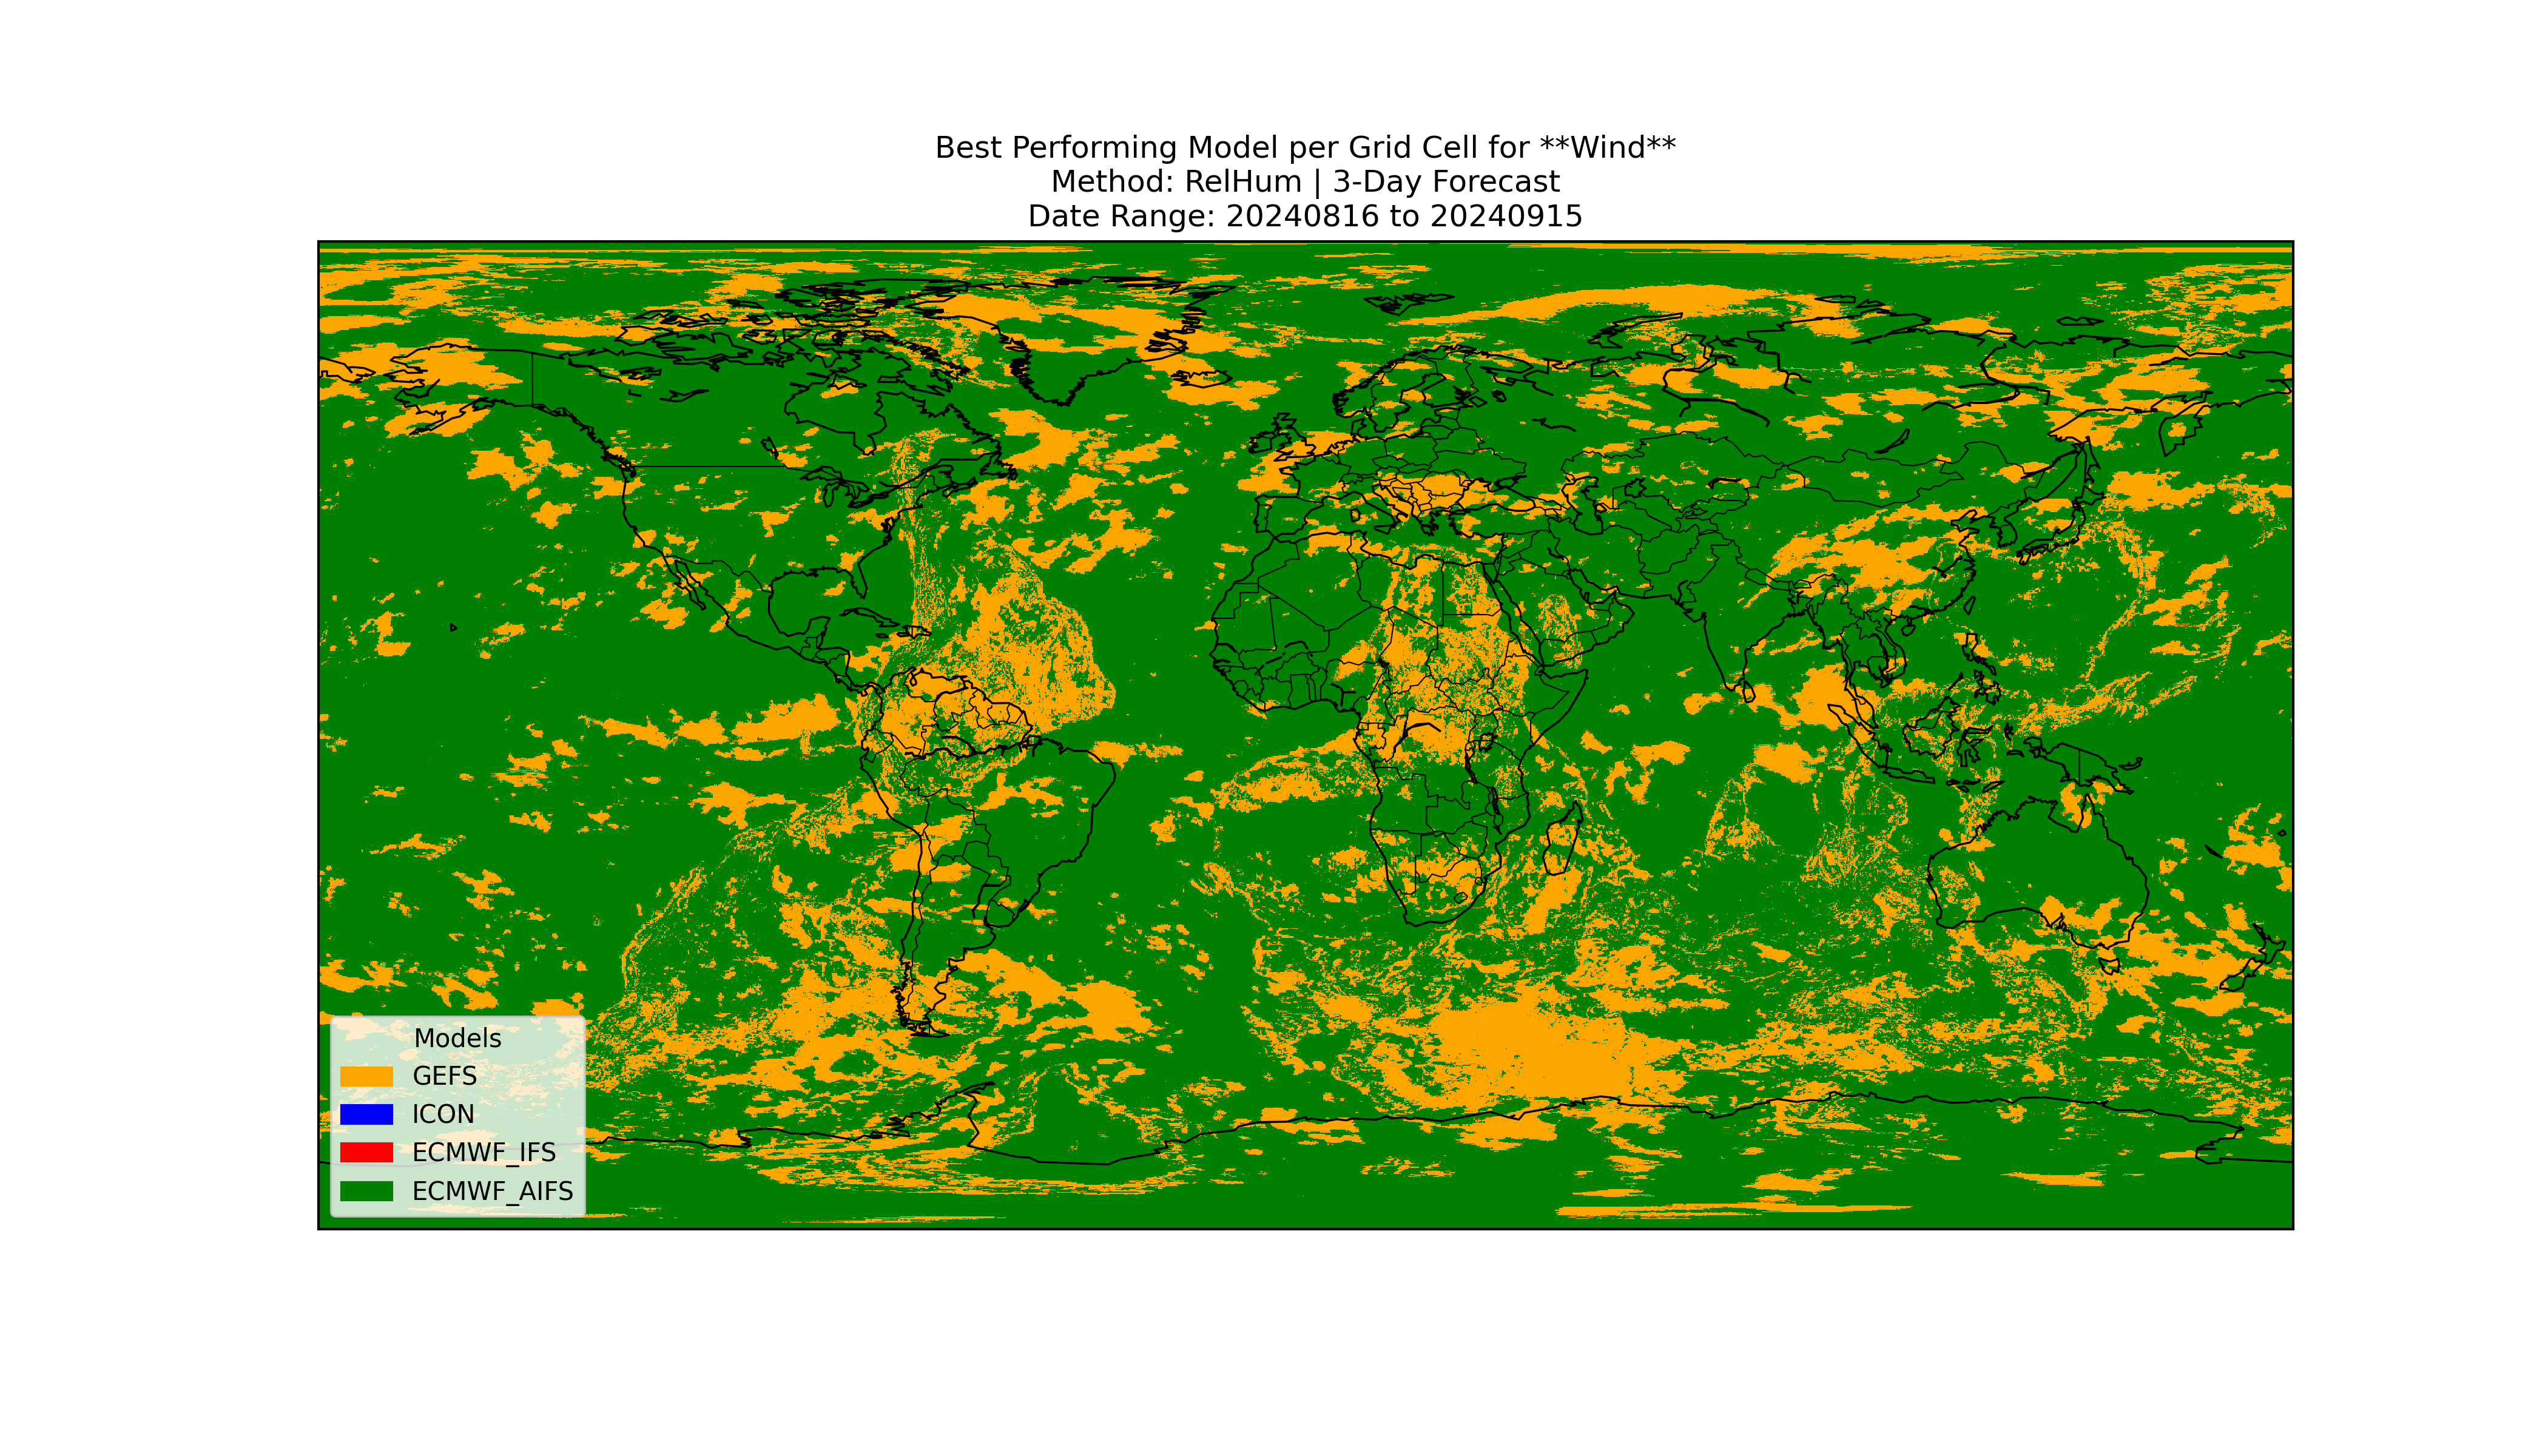 Best Performing Model per Grid Cell for **Wind**
Method: RelHum | 3-Day Forecast
Date Range: 20240816 to 20240915
Models
GEFS
ICON
ECMWF_IFS
ECMWF_AIFS